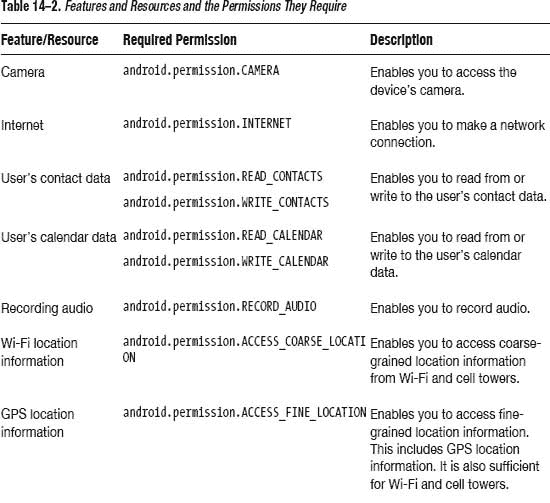 Table 14–2. Features and Resources and the Permissions They Require
Feature/Resource Required Permission Description
Camera android.permission.CAMERA Enables you to access the
device's camera.
Internet android.permission.INTERNET Enables you to make a network
connection.
User's contact data android.permission.READ_CONTACTS Enables you to read from or
android.permission.WRITE_CONTACTS write to the user's contact data.
User's calendar data android.permission.READ_CALENDAR Enables you to read from or
android.permission.WRITE_CALENDAR write to the user's calendar
data.
Recording audio android.permission.RECORD_AUDIO Enables you to record audio.
Wi-Fi location android.permission.ACCESS_COARSE_LOCATI Enables you to access coarse-
information ON grained location information
from Wi-Fi and cell towers.
GPS location android.permission.ACCESS_FINE_LOCATION Enables you to access fine-
information grained location information.
This includes GPS location
information. It is also sufficient
for Wi-Fi and cell towers.